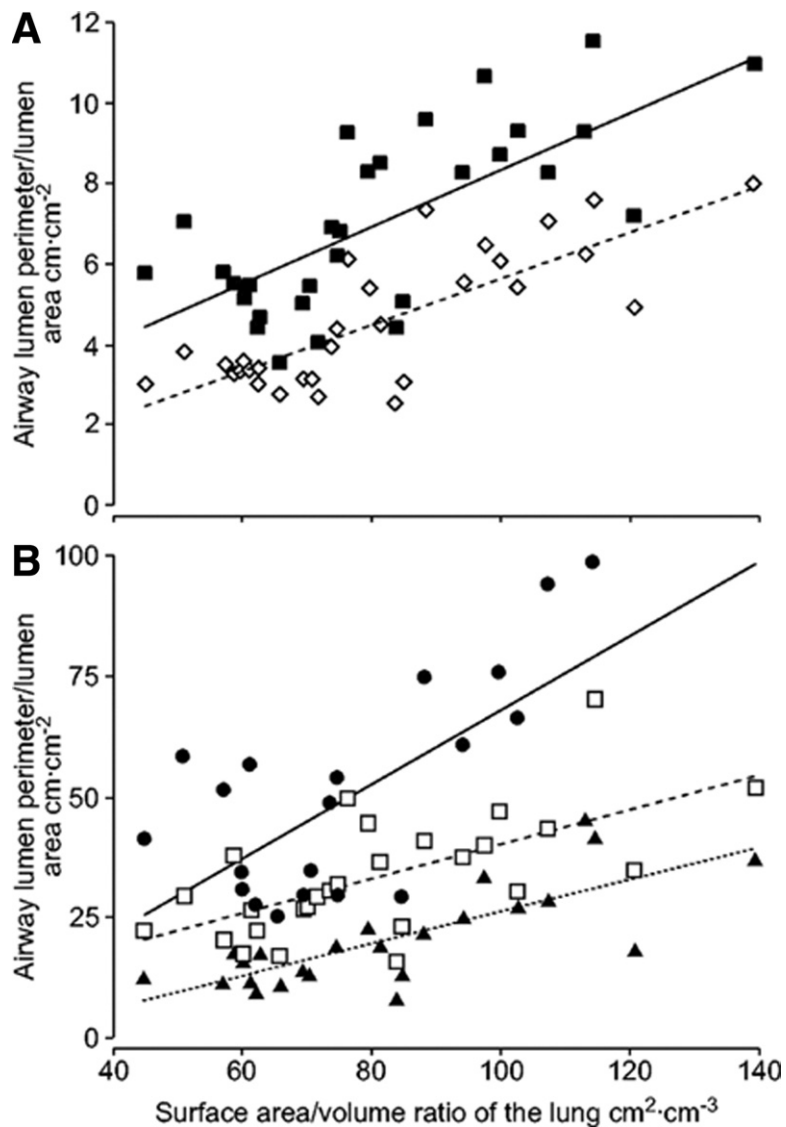 A
12
10
8
6
4
2
0
Airway lumen perimeter/lumen
area cm·cm-2
B
100
75
50
25
0
Airway lumen perimeter/lumen
area cm·cm-2
40 60 80 100 120 140
Surface area/volume ratio of the lung cm2·cm-3